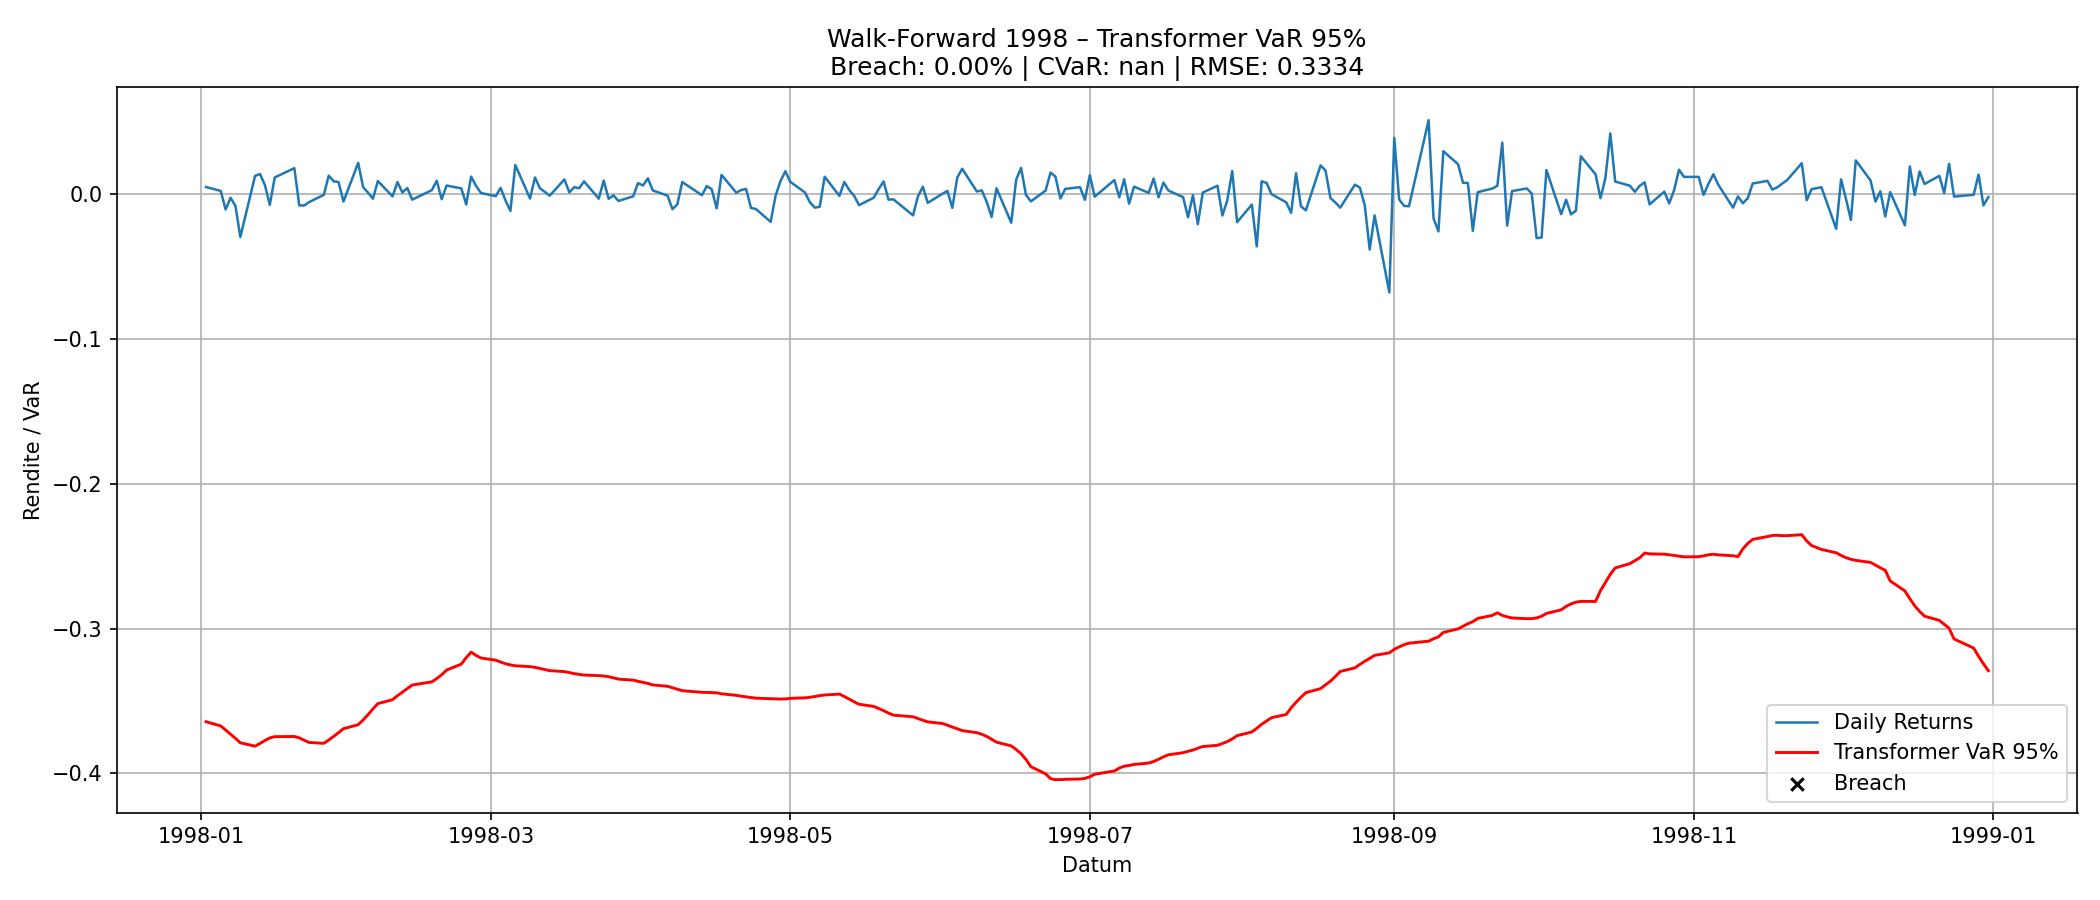 Walk-Forward 1998 – Transformer VaR 95%
Breach: 0.00% | CVaR: nan | RMSE: 0.3334
Rendite / VaR
0.0
−0.1
−0.2
−0.3
−0.4
Daily Returns
Transformer VaR 95%
Breach
1998-01 1998-03 1998-05 1998-07 1998-09 1998-11 1999-01
Datum